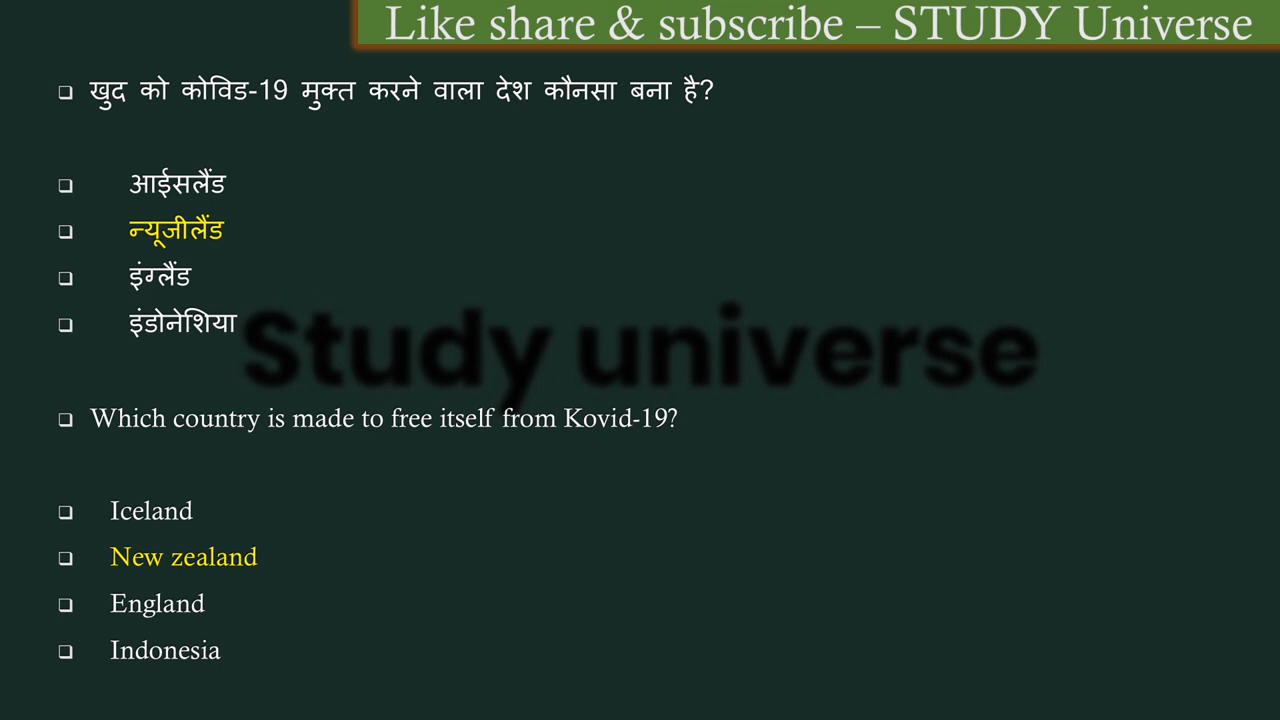 Like share & subscribe – STUDY Universe
खुद को कोविड-19 मुक्त करने वाला देश कौनसा बना है?
आईसलैंड
न्यूजीलैंड
इंग्लैंड
इंडोनेशिया
Study universe
Which country is made to free itself from Kovid-19?
Iceland
New zealand
England
Indonesia